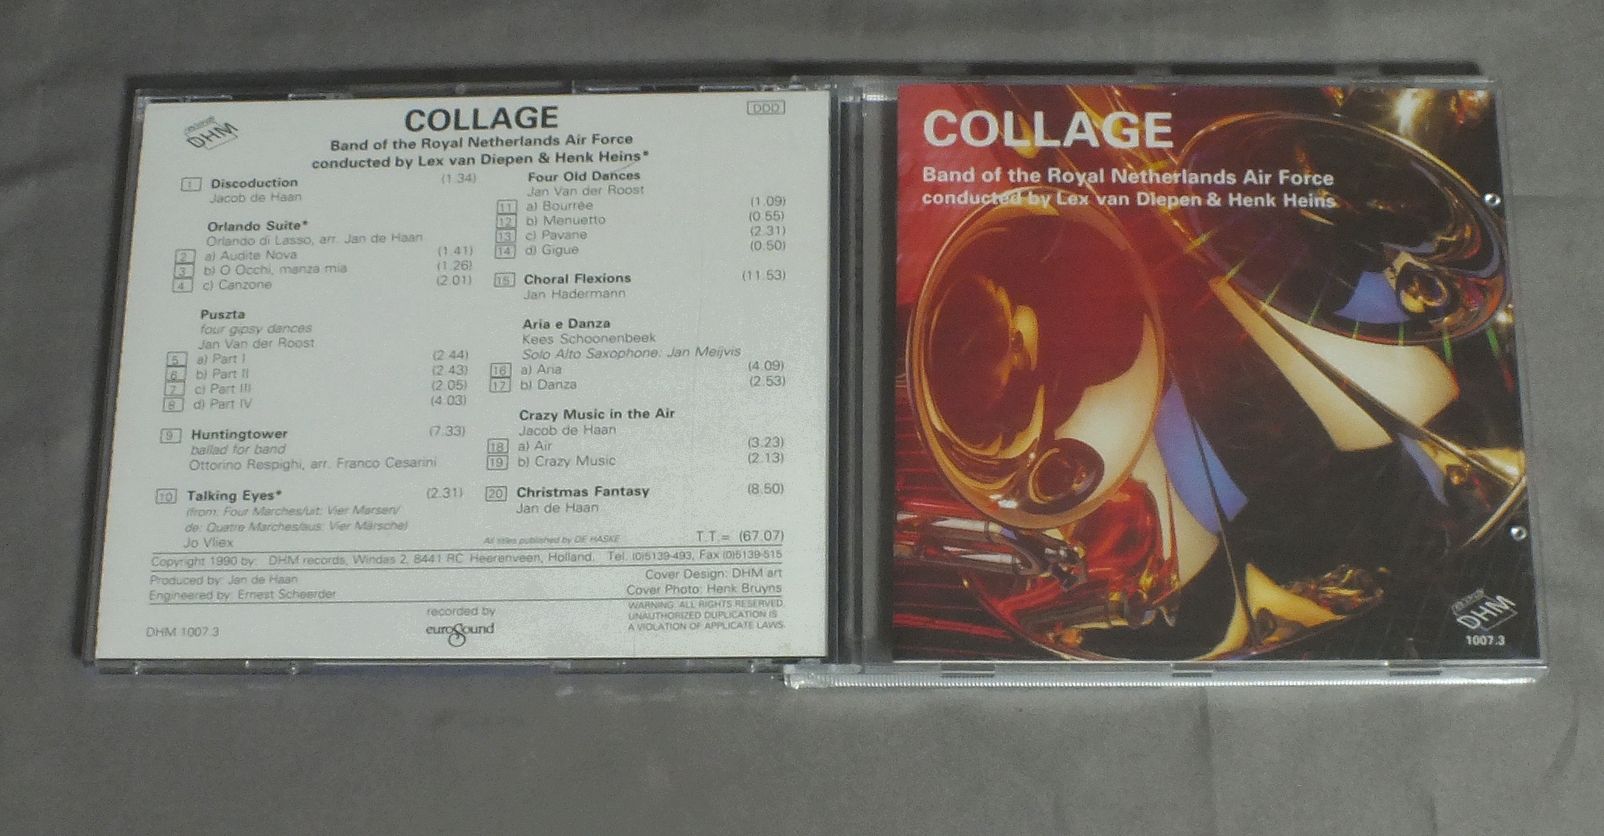 records
DHM
COLLAGE
DDD
Band of the Royal Netherlands Air Force
conducted by Lex van Diepen & Henk Heins*
1 Discoduction (1.34)
Jacob de Haan
Orlando Suite*
Orlando di Lasso, arr. Jan de Haan
2 a) Audite Nova (1.41)
3 b) O Occhi, manza mia (1.26)
4 c) Canzone (2.01)
Puszta
four gipsy dances
Jan Van der Roost
5 a) Part I (2.44)
6 b) Part II (2.43)
7 c) Part III (2.05)
8 d) Part IV (4.03)
9 Huntingtower (7.33)
ballad for band
Ottorino Respighi, arr. Franco Cesarini
10 Talking Eyes* (2.31)
(from: Four Marches/uit: Vier Marsen/
de: Quatre Marches/aus: Vier Märsche)
Jo Vliex
Four Old Dances
Jan Van der Roost
11 a) Bourrée (1.09)
12 b) Menuetto (0.55)
13 c) Pavane (2.31)
14 d) Gigue (0.50)
15 Choral Flexions (11.53)
Jan Hadermann
Aria e Danza
Kees Schoonenbeek
Solo Alto Saxophone: Jan Meijvis
16 a) Aria (4.09)
17 b) Danza (2.53)
Crazy Music in the Air
Jacob de Haan
18 a) Air (3.23)
19 b) Crazy Music (2.13)
20 Christmas Fantasy (8.50)
Jan de Haan
All titles published by DE HASKE T.T.= (67.07)
Copyright 1990 by: DHM records, Windas 2, 8441 RC Heerenveen, Holland. Tel. (0)5139-493, Fax (0)5139-515
Produced by: Jan de Haan
Engineered by: Ernest Scheerder
Cover Design: DHM art
Cover Photo: Henk Bruyns
DHM 1007.3
recorded by
euroSound
WARNING: ALL RIGHTS RESERVED.
UNAUTHORIZED DUPLICATION IS
A VIOLATION OF APPLICATE LAWS.
COLLAGE
Band of the Royal Netherlands Air Force
conducted by Lex van Diepen & Henk Heins
records
DHM
1007.3